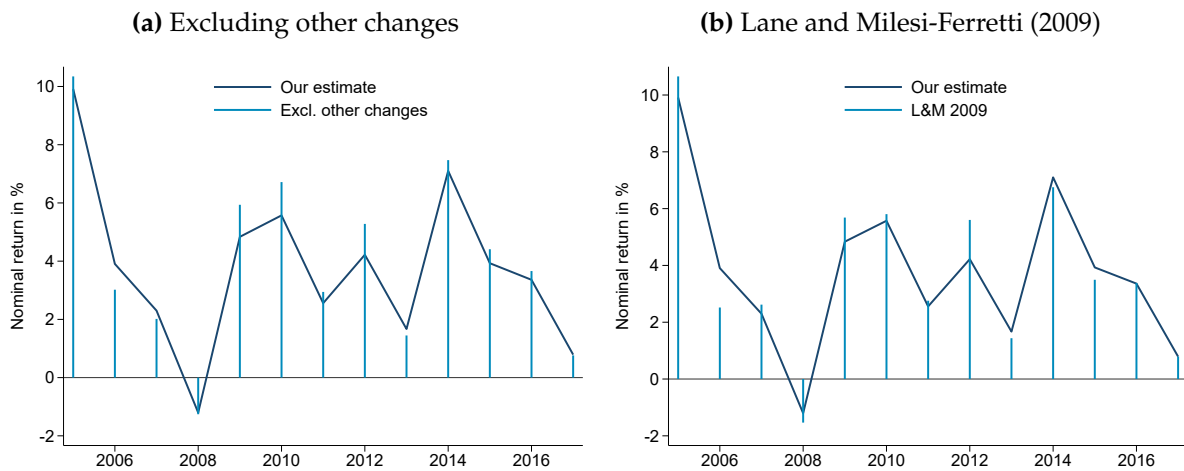 (a) Excluding other changes
Our estimate
Excl. other changes
Nominal return in %
10
8
6
4
2
0
-2
2006 2008 2010 2012 2014 2016
(b) Lane and Milesi-Ferretti (2009)
Our estimate
L&M 2009
Nominal return in %
10
8
6
4
2
0
-2
2006 2008 2010 2012 2014 2016